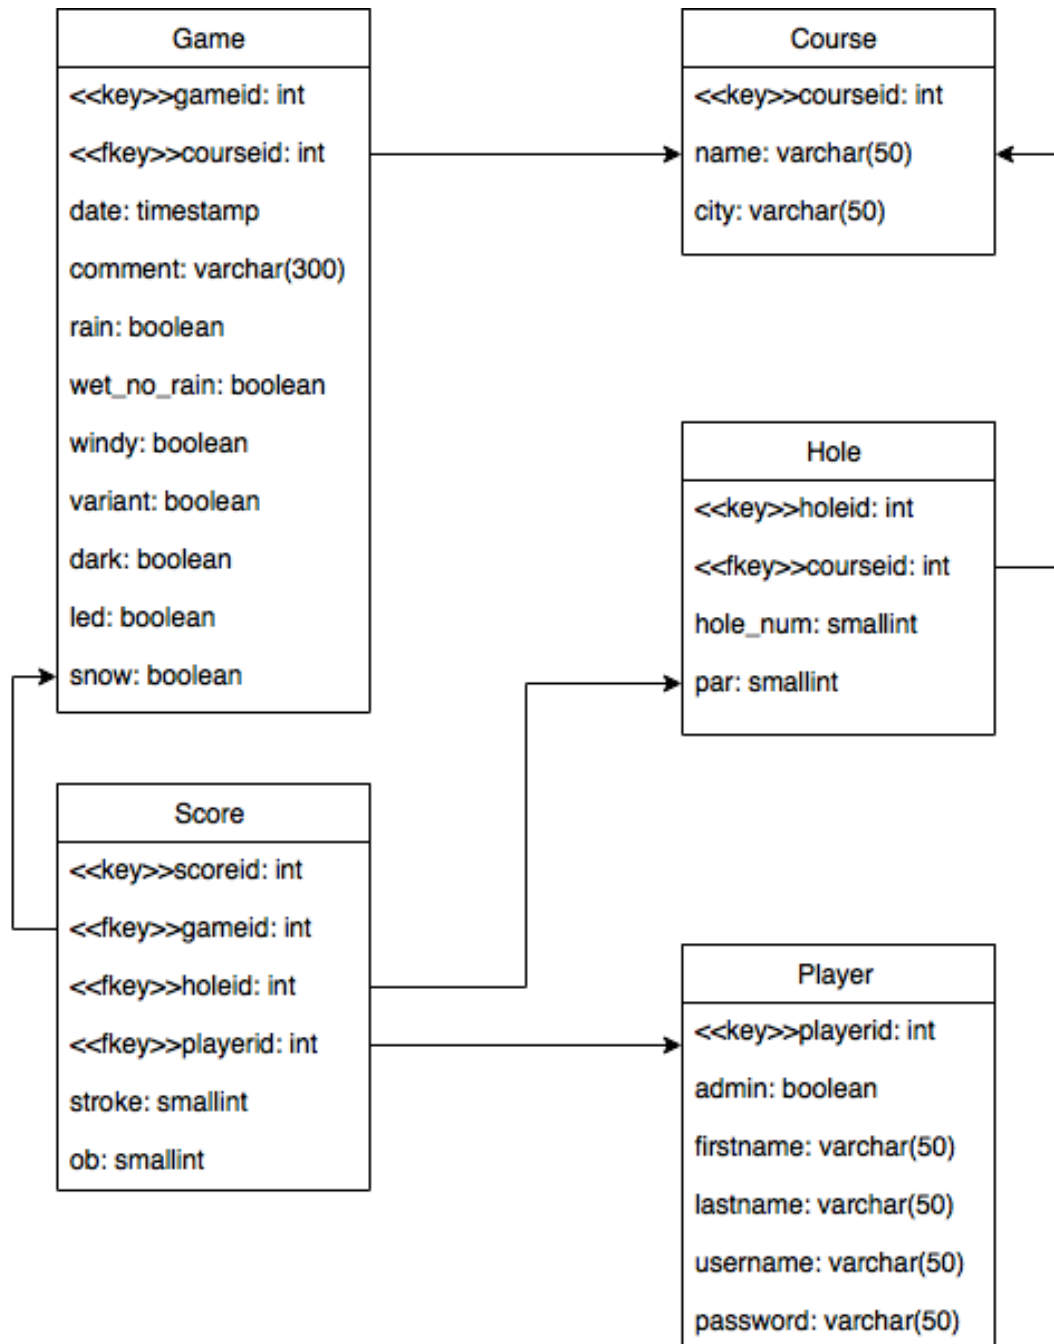 Game
<<key>>gameid: int
<<fkey>>courseid: int
date: timestamp
comment: varchar(300)
rain: boolean
wet_no_rain: boolean
windy: boolean
variant: boolean
dark: boolean
led: boolean
snow: boolean
Course
<<key>>courseid: int
name: varchar(50)
city: varchar(50)
Hole
<<key>>holeid: int
<<fkey>>courseid: int
hole_num: smallint
par: smallint
Score
<<key>>scoreid: int
<<fkey>>gameid: int
<<fkey>>holeid: int
<<fkey>>playerid: int
stroke: smallint
ob: smallint
Player
<<key>>playerid: int
admin: boolean
firstname: varchar(50)
lastname: varchar(50)
username: varchar(50)
password: varchar(50)